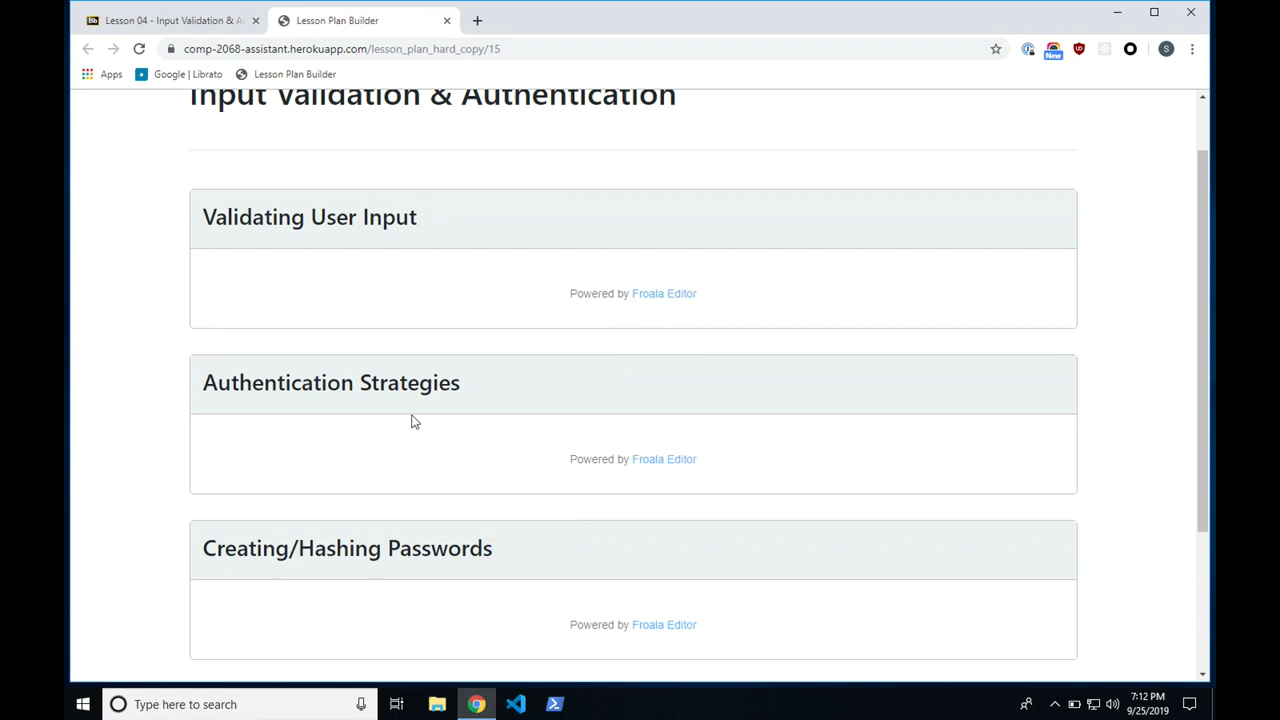 Lesson 04 - Input Validation & A
Lesson Plan Builder
comp-2068-assistant.herokuapp.com/lesson_plan_hard_copy/15
New
S
Apps
Google | Librato
Lesson Plan Builder
Input Validation & Authentication
Validating User Input
Powered by Froala Editor
Authentication Strategies
Powered by Froala Editor
Creating/Hashing Passwords
Powered by Froala Editor
Type here to search
7:12 PM
9/25/2019